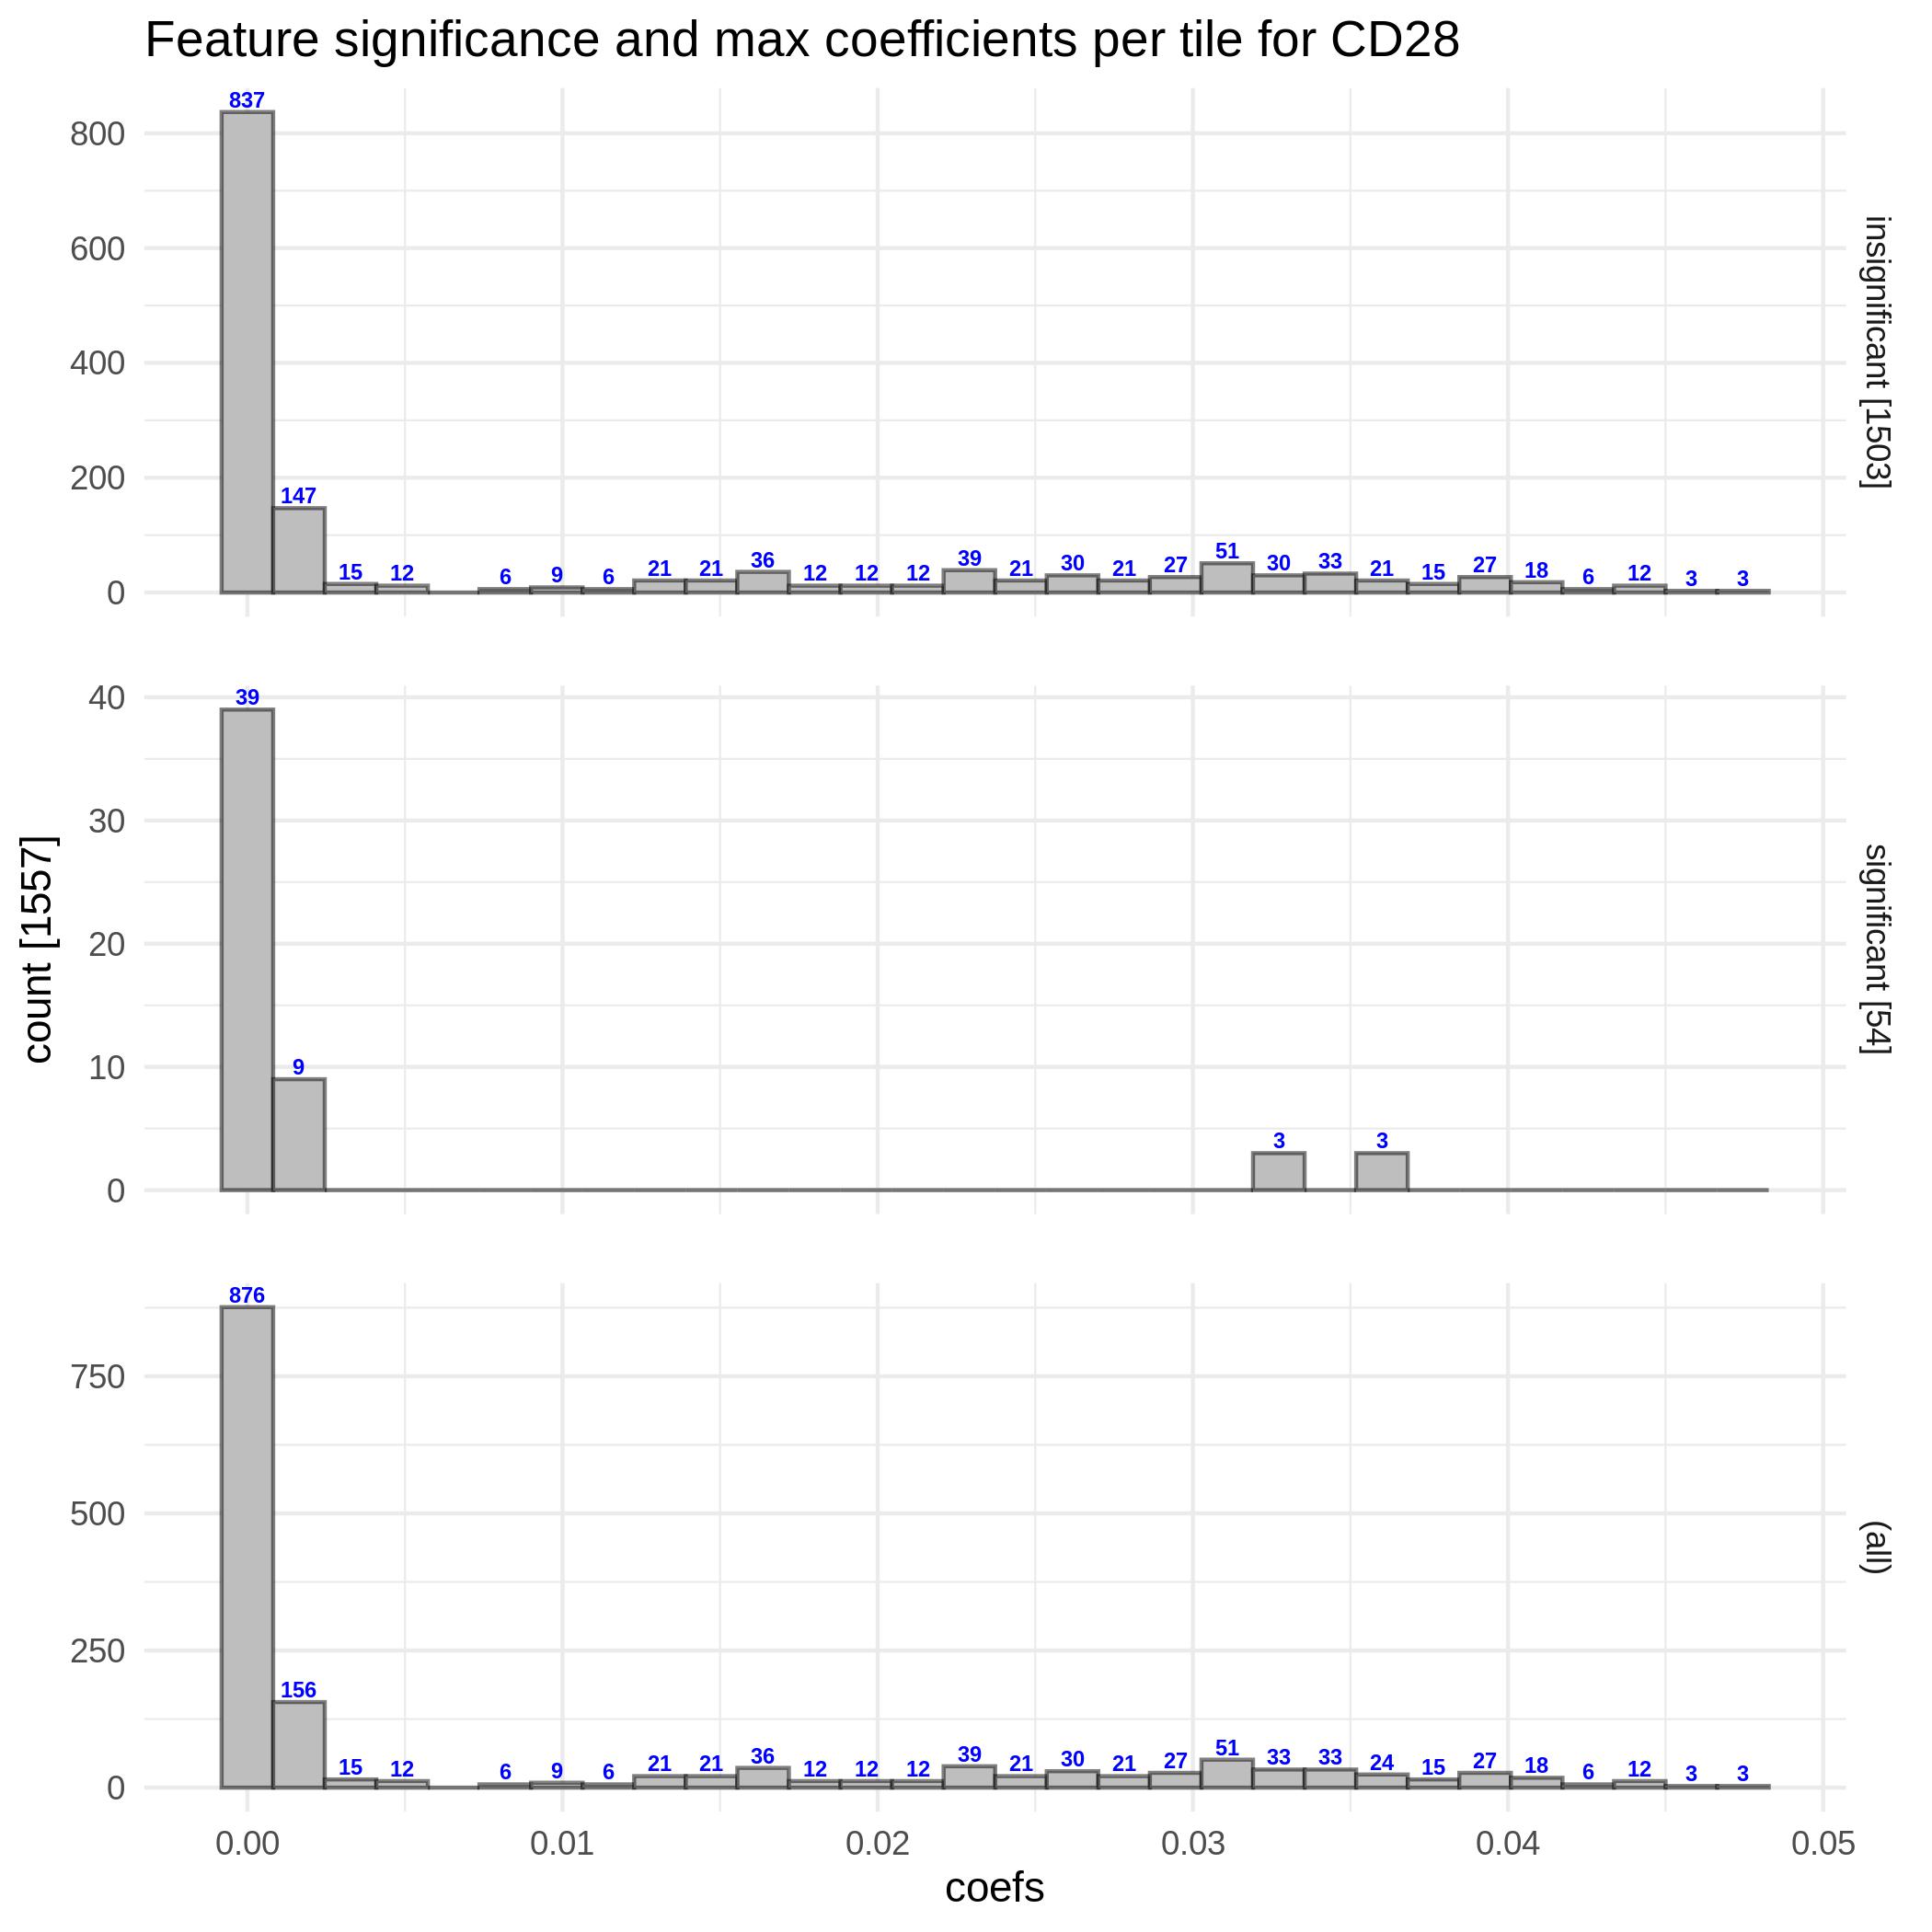 Feature significance and max coefficients per tile for CD28
837
800
600
400
200
0
147 15 12 6 9 6 21 21 36 12 12 12 39 21 30 21 27 51 30 33 21 15 27 18 6 12 3 3
insignificant [1503]
count [1557]
40
30
20
10
0
39 9 3 3
significant [54]
876
750
500
250
0
156 15 12 6 9 6 21 21 36 12 12 12 39 21 30 21 27 51 33 33 24 15 27 18 6 12 3 3
(all)
0.00 0.01 0.02 0.03 0.04 0.05
coefs